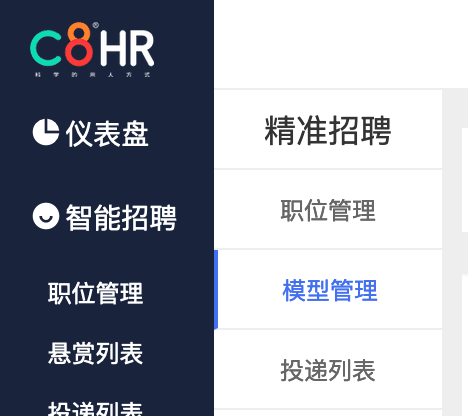 C8HR®
科学的用人方式
仪表盘
智能招聘
职位管理
悬赏列表
投递列表
精准招聘
职位管理
模型管理
投递列表